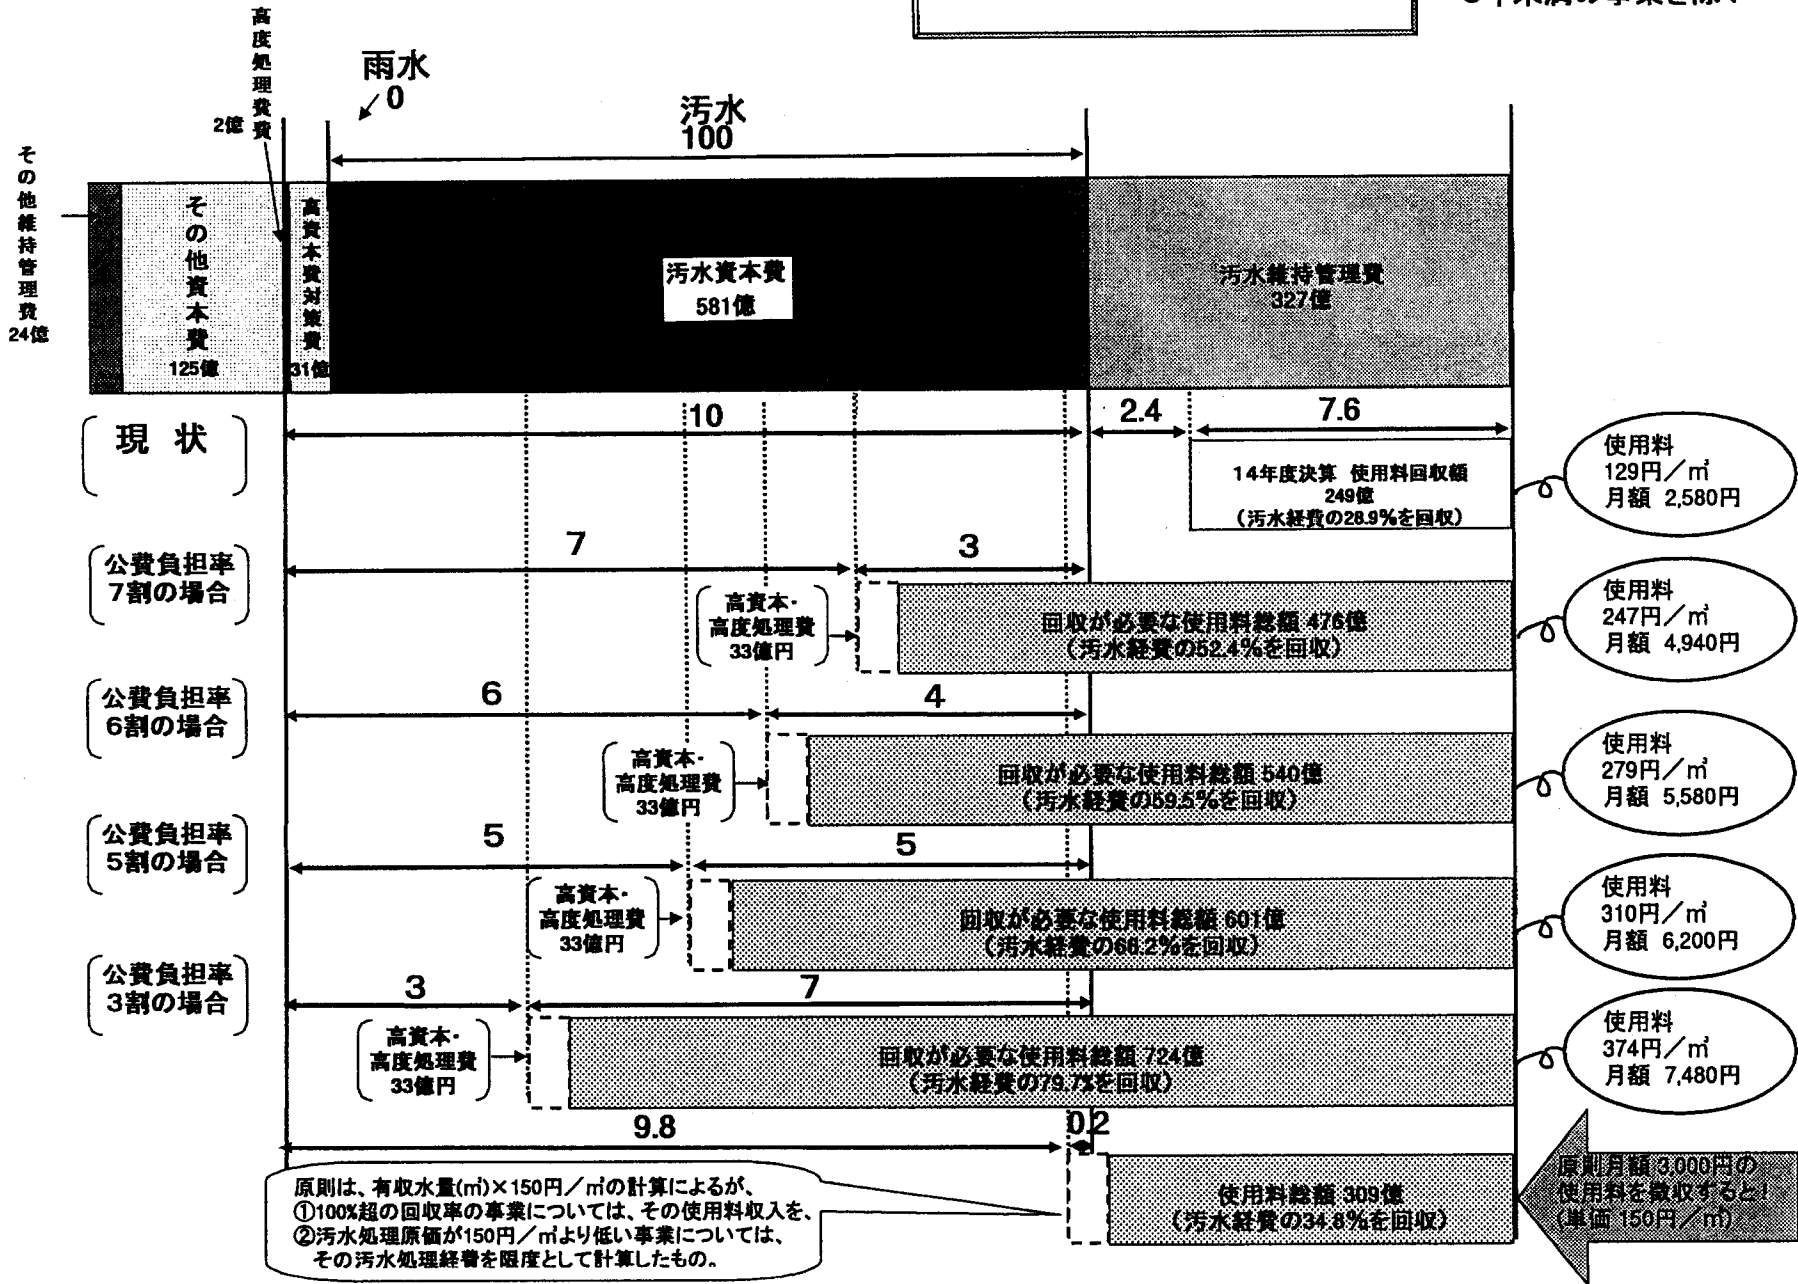 高度処理費費
2億
雨水
0
汚水
100
その他維持管理費
24億
その他資本費
125億
高資本費対策費
31億
汚水資本費
581億
汚水維持管理費
327億
現 状
10
2.4
7.6
14年度決算 使用料回収額
249億
(汚水経費の28.9%を回収)
使用料
129円/㎥
月額 2,580円
公費負担率
7割の場合
7
3
高資本・
高度処理費
33億円
回収が必要な使用料総額 476億
(汚水経費の52.4%を回収)
使用料
247円/㎥
月額 4,940円
公費負担率
6割の場合
6
4
高資本・
高度処理費
33億円
回収が必要な使用料総額 540億
(汚水経費の59.5%を回収)
使用料
279円/㎥
月額 5,580円
公費負担率
5割の場合
5
5
高資本・
高度処理費
33億円
回収が必要な使用料総額 601億
(汚水経費の66.2%を回収)
使用料
310円/㎥
月額 6,200円
公費負担率
3割の場合
3
7
高資本・
高度処理費
33億円
回収が必要な使用料総額 724億
(汚水経費の79.7%を回収)
使用料
374円/㎥
月額 7,480円
9.8
0.2
原則は、有収水量(㎥)×150円/㎥の計算によるが、
①100%超の回収率の事業については、その使用料収入を、
②汚水処理原価が150円/㎥より低い事業については、
その汚水処理経費を限度として計算したもの。
使用料総額 309億
(汚水経費の34.8%を回収)
原則月額 3,000円の
使用料を徴収すると!
(単価 150円/㎥)